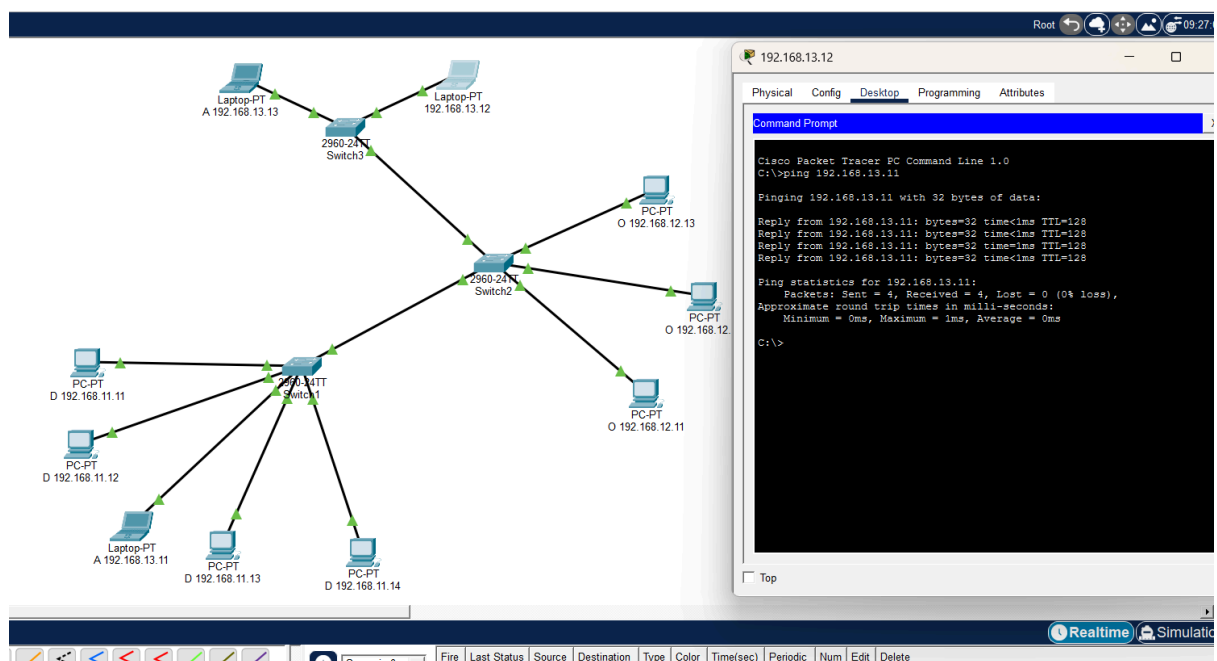 Root
09:27:
Laptop-PT
A 192.168.13.13
Laptop-PT
192.168.13.12
2960-24TT
Switch3
PC-PT
O 192.168.12.13
2960-24TT
Switch2
PC-PT
O 192.168.12.
PC-PT
O 192.168.12.11
2960-24TT
Switch1
PC-PT
D 192.168.11.11
PC-PT
D 192.168.11.12
Laptop-PT
A 192.168.13.11
PC-PT
D 192.168.11.13
PC-PT
D 192.168.11.14
192.168.13.12
Physical Config Desktop Programming Attributes
Command Prompt
X
Cisco Packet Tracer PC Command Line 1.0
C:\>ping 192.168.13.11
Pinging 192.168.13.11 with 32 bytes of data:
Reply from 192.168.13.11: bytes=32 time<1ms TTL=128
Reply from 192.168.13.11: bytes=32 time<1ms TTL=128
Reply from 192.168.13.11: bytes=32 time=1ms TTL=128
Reply from 192.168.13.11: bytes=32 time<1ms TTL=128
Ping statistics for 192.168.13.11:
Packets: Sent = 4, Received = 4, Lost = 0 (0% loss),
Approximate round trip times in milli-seconds:
Minimum = 0ms, Maximum = 1ms, Average = 0ms
C:\>
Top
Realtime Simulatio
Fire Last Status Source Destination Type Color Time(sec) Periodic Num Edit Delete